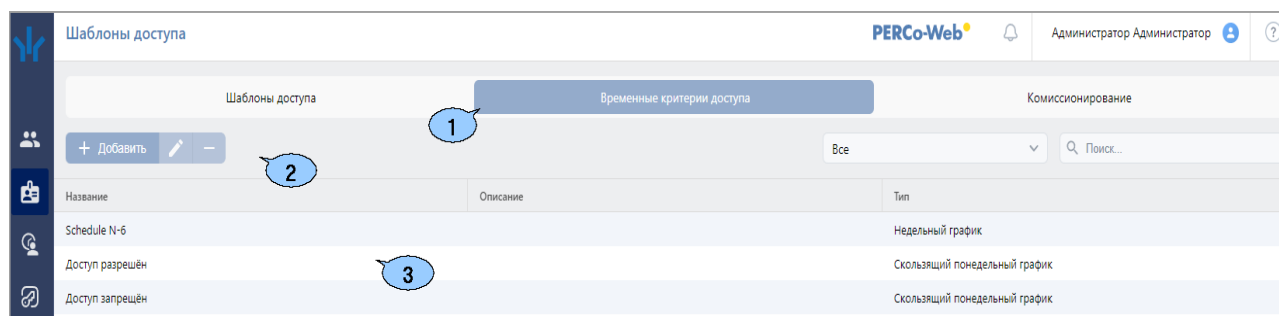 Шаблоны доступа PERCo-Web Администратор Администратор ?
Шаблоны доступа Временные критерии доступа Комиссионирование
1
+ Добавить Все Поиск...
2
Название Описание Тип
Schedule N-6 Недельный график
Доступ разрешён Скользящий понедельный график
3
Доступ запрещён Скользящий понедельный график